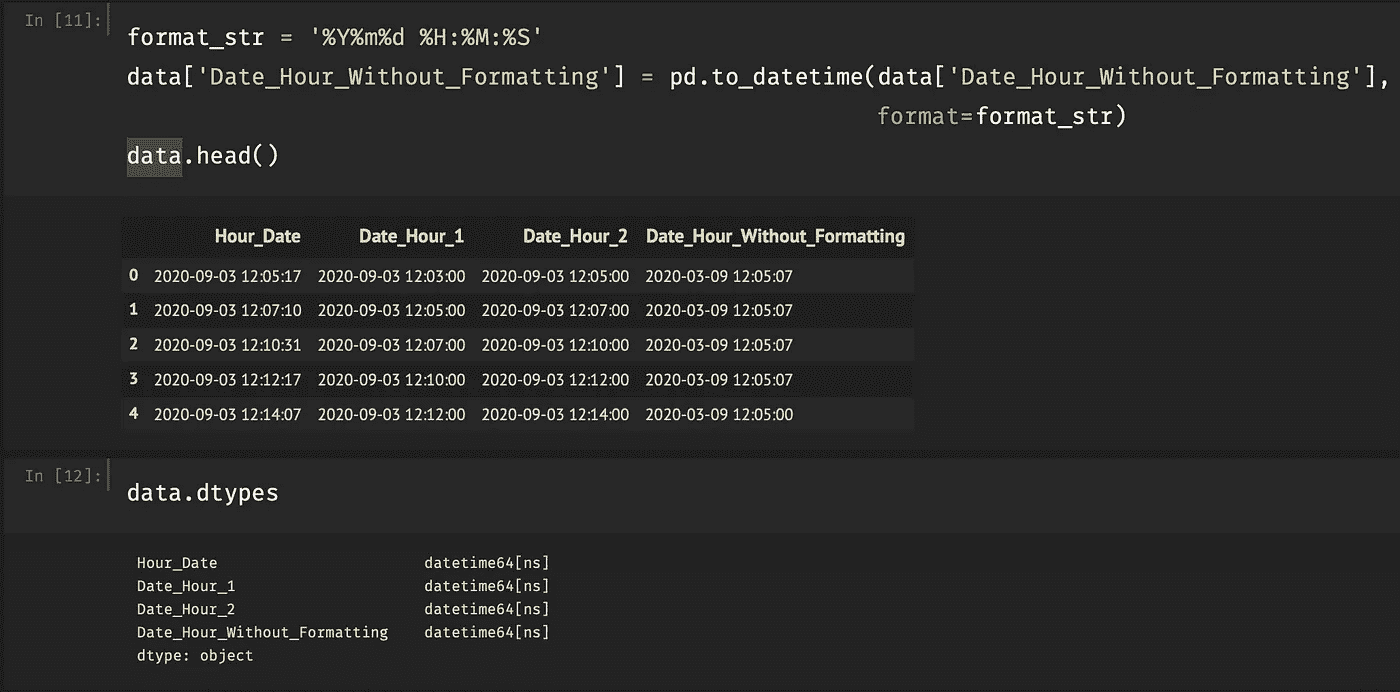 In [11]:
format_str = '%Y%m%d %H:%M:%S'
data['Date_Hour_Without_Formatting'] = pd.to_datetime(data['Date_Hour_Without_Formatting'],
format=format_str)
data.head()
Hour_Date Date_Hour_1 Date_Hour_2 Date_Hour_Without_Formatting
0 2020-09-03 12:05:17 2020-09-03 12:03:00 2020-09-03 12:05:00 2020-03-09 12:05:07
1 2020-09-03 12:07:10 2020-09-03 12:05:00 2020-09-03 12:07:00 2020-03-09 12:05:07
2 2020-09-03 12:10:31 2020-09-03 12:07:00 2020-09-03 12:10:00 2020-03-09 12:05:07
3 2020-09-03 12:12:17 2020-09-03 12:10:00 2020-09-03 12:12:00 2020-03-09 12:05:07
4 2020-09-03 12:14:07 2020-09-03 12:12:00 2020-09-03 12:14:00 2020-03-09 12:05:00
In [12]:
data.dtypes
Hour_Date datetime64[ns]
Date_Hour_1 datetime64[ns]
Date_Hour_2 datetime64[ns]
Date_Hour_Without_Formatting datetime64[ns]
dtype: object